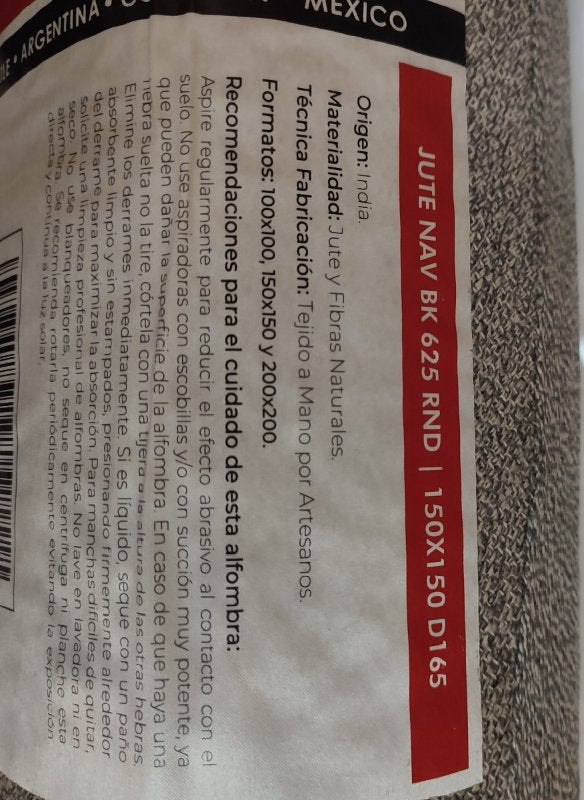 ARGENTINA •
MÉXICO
JUTE NAV BK 625 RND | 150X150 D165
Origen: India.
Materialidad: Jute y Fibras Naturales.
Técnica Fabricación: Tejido a Mano por Artesanos.
Formatos: 100x100, 150x150 y 200x200.
Recomendaciones para el cuidado de esta alfombra:
Aspire regularmente para reducir el efecto abrasivo al contacto con el
suelo. No use aspiradoras con escobillas y/o con succión muy potente, ya
que pueden dañar la superficie de la alfombra. En caso de que haya una
hebra suelta no la tire, córtela con una tijera a la altura de las otras hebras.
Elimine los derrames inmediatamente. Si es líquido, seque con un paño
absorbente limpio y sin estampados, presionando firmemente alrededor
del derrame para maximizar la absorción. Para manchas difíciles de quitar,
solicite una limpieza profesional de alfombras. No lave en lavadora ni en
seco. No use blanqueadores, no seque en centrífuga ni planche esta
alfombra. Se recomienda rotarla periódicamente evitando la exposición
directa y continua a la luz solar.